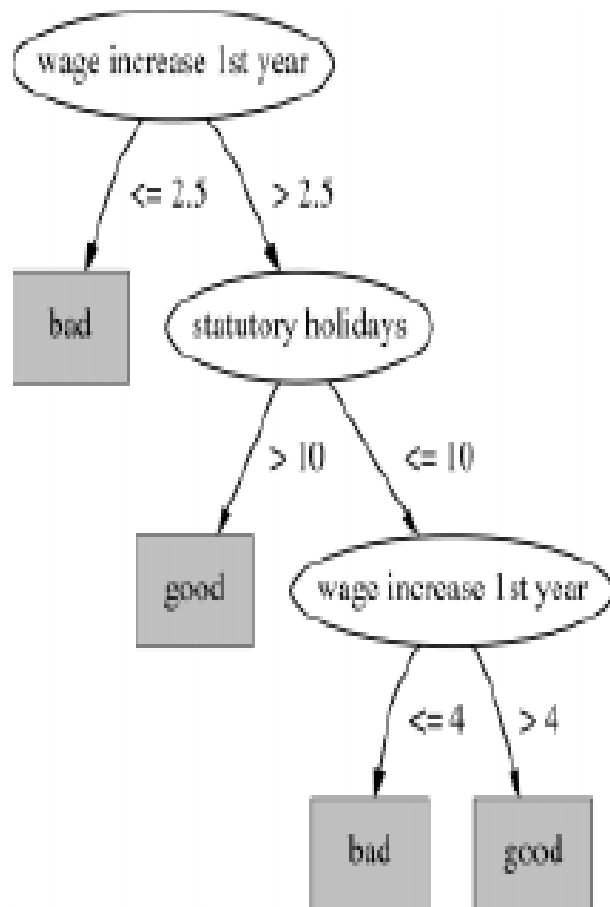 wage increase 1st year
<= 2.5
> 2.5
bad
statutory holidays
> 10
<= 10
good
wage increase 1st year
<= 4
> 4
bad
good